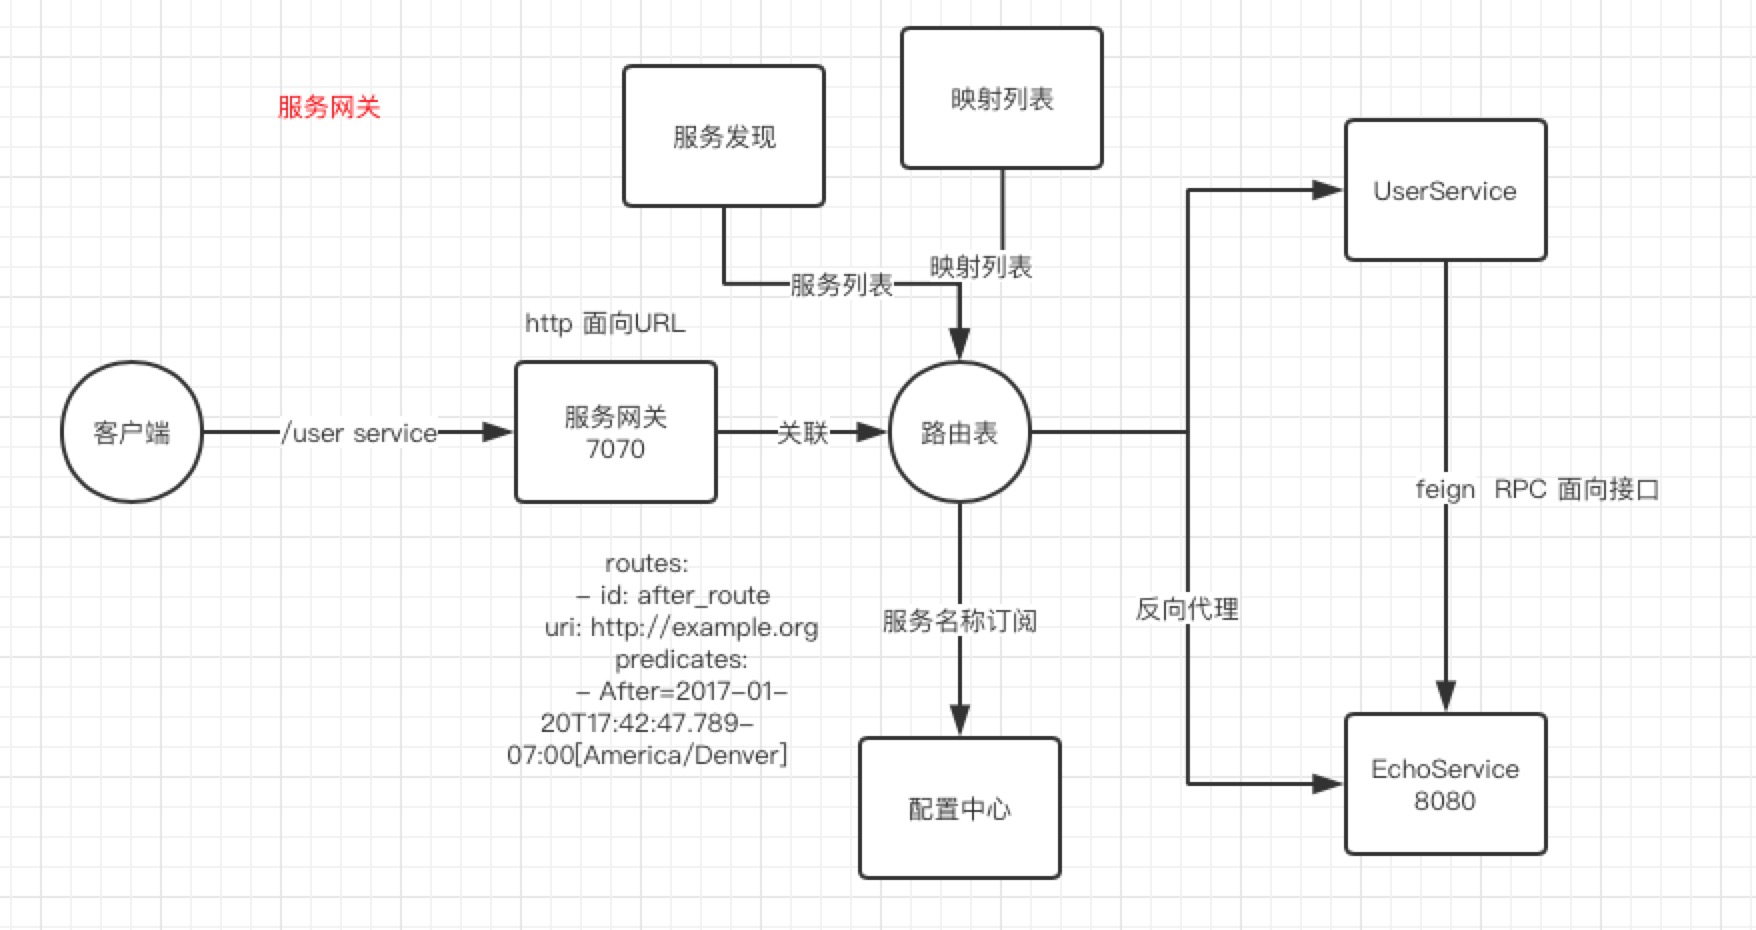 服务网关
映射列表
服务发现
UserService
映射列表
服务列表
http 面向URL
客户端
/user service
服务网关
7070
关联
路由表
feign RPC 面向接口
routes:
- id: after_route
uri: http://example.org
predicates:
- After=2017-01-
20T17:42:47.789-
07:00[America/Denver]
服务名称订阅
反向代理
配置中心
EchoService
8080